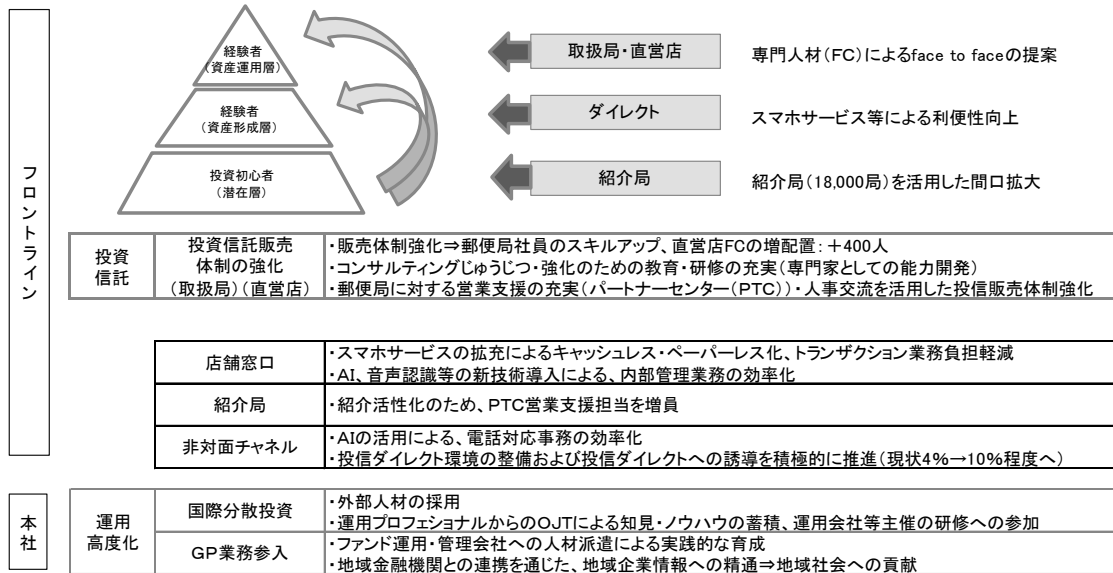 フロントライン
経験者
(資産運用層)
経験者
(資産形成層)
投資初心者
(潜在層)
取扱局・直営店
専門人材(FC)によるface to faceの提案
ダイレクト
スマホサービス等による利便性向上
紹介局
紹介局(18,000局)を活用した間口拡大
投資
信託
投資信託販売
体制の強化
(取扱局)(直営店)
・販売体制強化⇒郵便局社員のスキルアップ、直営店FCの増配置:+400人
・コンサルティングじゅうじつ・強化のための教育・研修の充実(専門家としての能力開発)
・郵便局に対する営業支援の充実(パートナーセンター(PTC))・人事交流を活用した投信販売体制強化
店舗窓口
・スマホサービスの拡充によるキャッシュレス・ペーパーレス化、トランザクション業務負担軽減
・AI、音声認識等の新技術導入による、内部管理業務の効率化
紹介局
・紹介活性化のため、PTC営業支援担当を増員
非対面チャネル
・AIの活用による、電話対応事務の効率化
・投信ダイレクト環境の整備および投信ダイレクトへの誘導を積極的に推進(現状4%→10%程度へ)
本社
運用
高度化
国際分散投資
・外部人材の採用
・運用プロフェショナルからのOJTによる知見・ノウハウの蓄積、運用会社等主催の研修への参加
GP業務参入
・ファンド運用・管理会社への人材派遣による実践的な育成
・地域金融機関との連携を通じた、地域企業情報への精通⇒地域社会への貢献